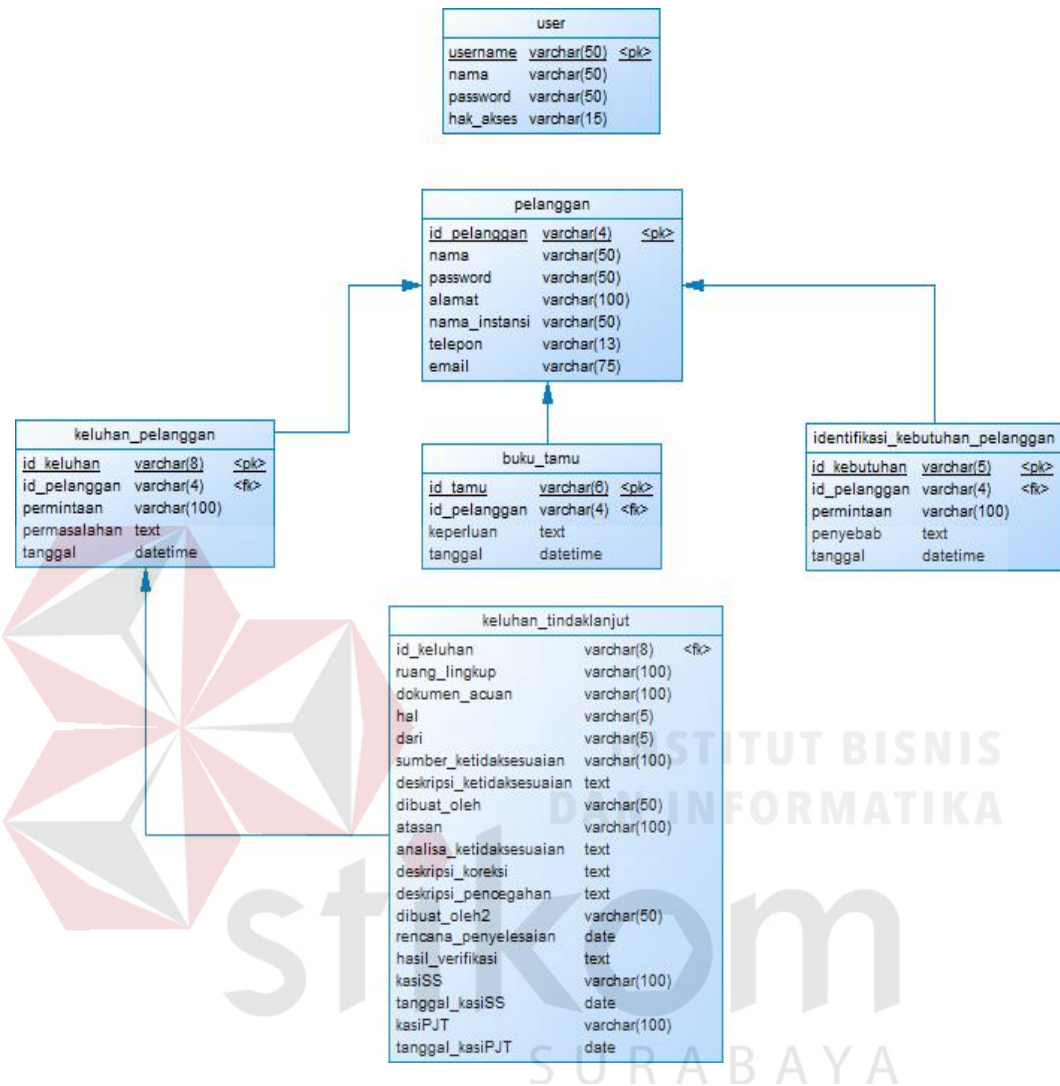 user
username varchar(50) <pk>
nama varchar(50)
password varchar(50)
hak_akses varchar(15)
pelanggan
id_pelanggan varchar(4) <pk>
nama varchar(50)
password varchar(50)
alamat varchar(100)
nama_instansi varchar(50)
telepon varchar(13)
email varchar(75)
keluhan_pelanggan
id_keluhan varchar(8) <pk>
id_pelanggan varchar(4) <fk>
permintaan varchar(100)
permasalahan text
tanggal datetime
buku_tamu
id_tamu varchar(6) <pk>
id_pelanggan varchar(4) <fk>
keperluan text
tanggal datetime
identifikasi_kebutuhan_pelanggan
id_kebutuhan varchar(5) <pk>
id_pelanggan varchar(4) <fk>
permintaan varchar(100)
penyebab text
tanggal datetime
keluhan_tindaklanjut
id_keluhan varchar(8) <fk>
ruang_lingkup varchar(100)
dokumen_acuan varchar(100)
hal varchar(5)
dari varchar(5)
sumber_ketidaksesuaian varchar(100)
deskripsi_ketidaksesuaian text
dibuat_oleh varchar(50)
atasan varchar(100)
analisa_ketidaksesuaian text
deskripsi_koreksi text
deskripsi_pencegahan text
dibuat_oleh2 varchar(50)
rencana_penyelesaian date
hasil_verifikasi text
kasiSS varchar(100)
tanggal_kasiSS date
kasiPJT varchar(100)
tanggal_kasiPJT date
INSTITUT BISNIS
DAN INFORMATIKA
stikom
SURABAYA